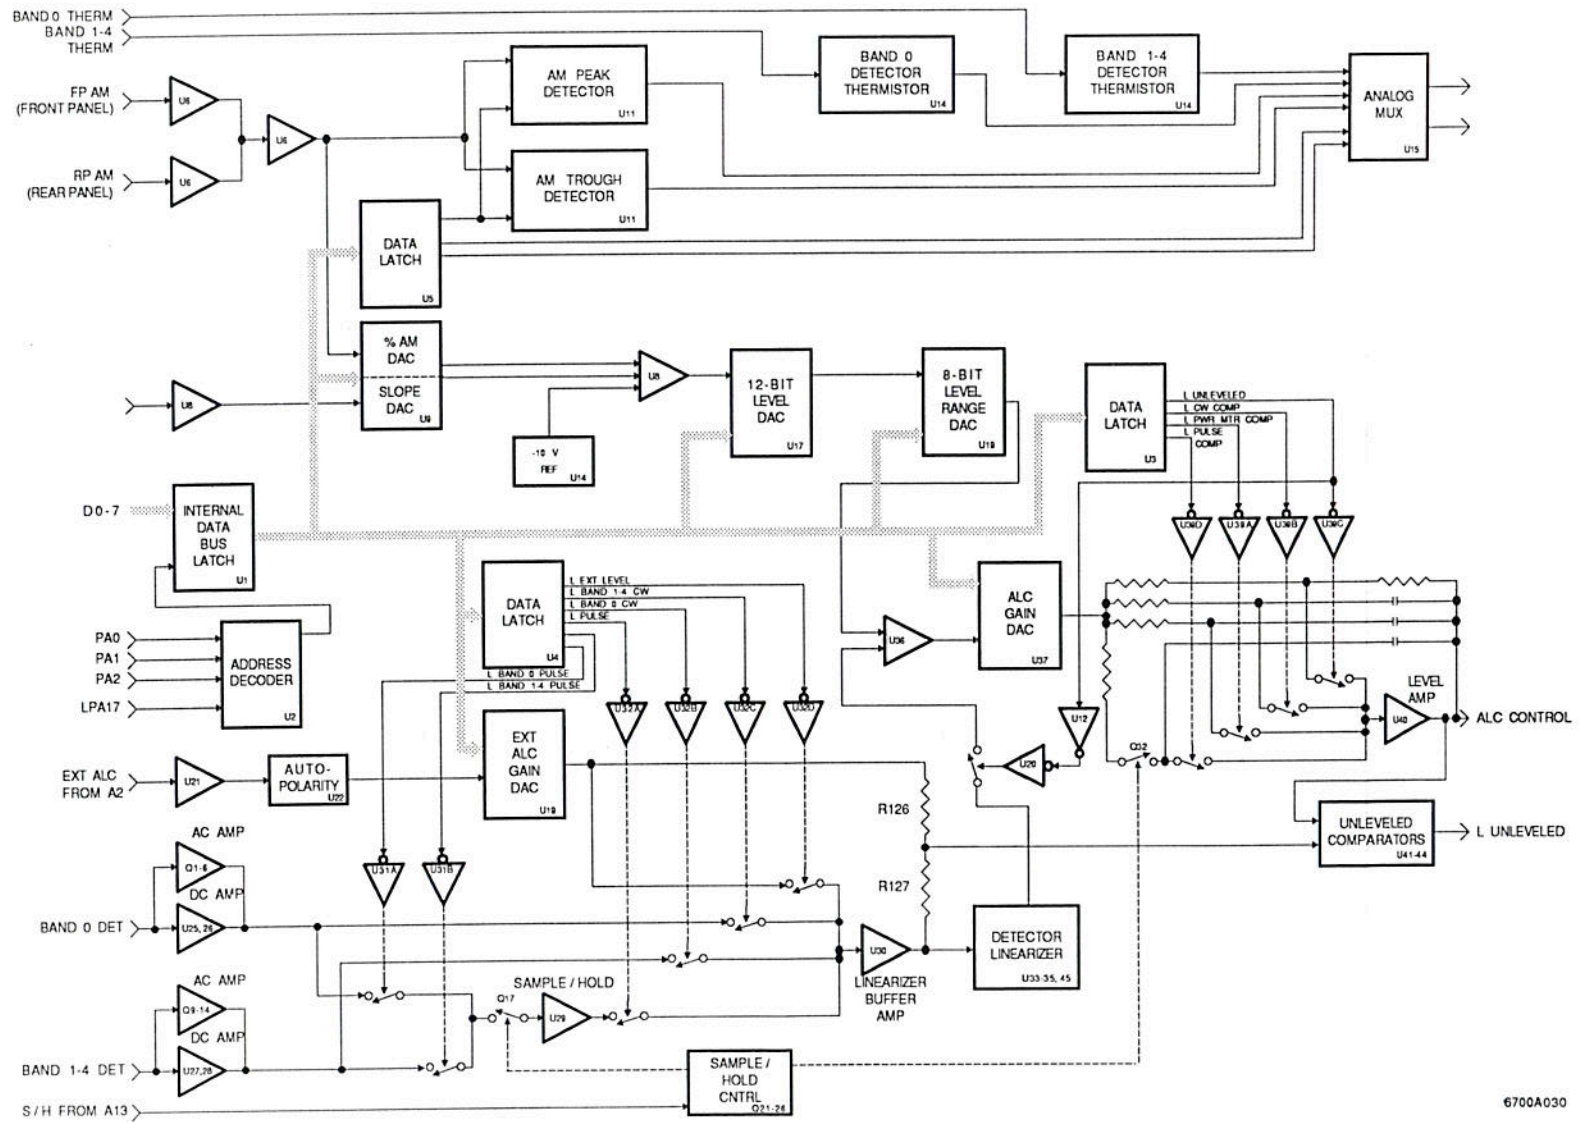 BAND 0 THERM
BAND 1-4
THERM
FP AM
(FRONT PANEL)
RP AM
(REAR PANEL)
U6
U6
U6
AM PEAK
DETECTOR
U11
AM TROUGH
DETECTOR
U11
BAND 0
DETECTOR
THERMISTOR
U14
BAND 1-4
DETECTOR
THERMISTOR
U14
ANALOG
MUX
U15
DATA
LATCH
U5
% AM
DAC
SLOPE
DAC
U9
U8
U8
-10 V
REF
U14
12-BIT
LEVEL
DAC
U17
8-BIT
LEVEL
RANGE
DAC
U18
DATA
LATCH
U3
L UNLEVELED
L CW COMP
L PWR MTR COMP
L PULSE
COMP
D0-7
INTERNAL
DATA
BUS
LATCH
U1
U39D
U39A
U39B
U39C
PA0
PA1
PA2
LPA17
ADDRESS
DECODER
U2
DATA
LATCH
U4
L EXT LEVEL
L BAND 1-4 CW
L BAND 0 CW
L PULSE
L BAND 0 PULSE
L BAND 1-4 PULSE
U36
ALC
GAIN
DAC
U37
U32A
U32B
U32C
U32D
U12
U20
Q32
LEVEL
AMP
U40
ALC CONTROL
EXT ALC
FROM A2
U21
AUTO-
POLARITY
U22
EXT
ALC
GAIN
DAC
U19
R126
R127
UNLEVELED
COMPARATORS
U41-44
L UNLEVELED
AC AMP
Q1-6
DC AMP
BAND 0 DET
U25, 26
U31A
U31B
U30
LINEARIZER
BUFFER
AMP
DETECTOR
LINEARIZER
U33-35, 45
AC AMP
Q9-14
DC AMP
BAND 1-4 DET
U27,28
SAMPLE / HOLD
Q17
U29
SAMPLE /
HOLD
CNTRL
Q21-28
S/H FROM A13
6700A030